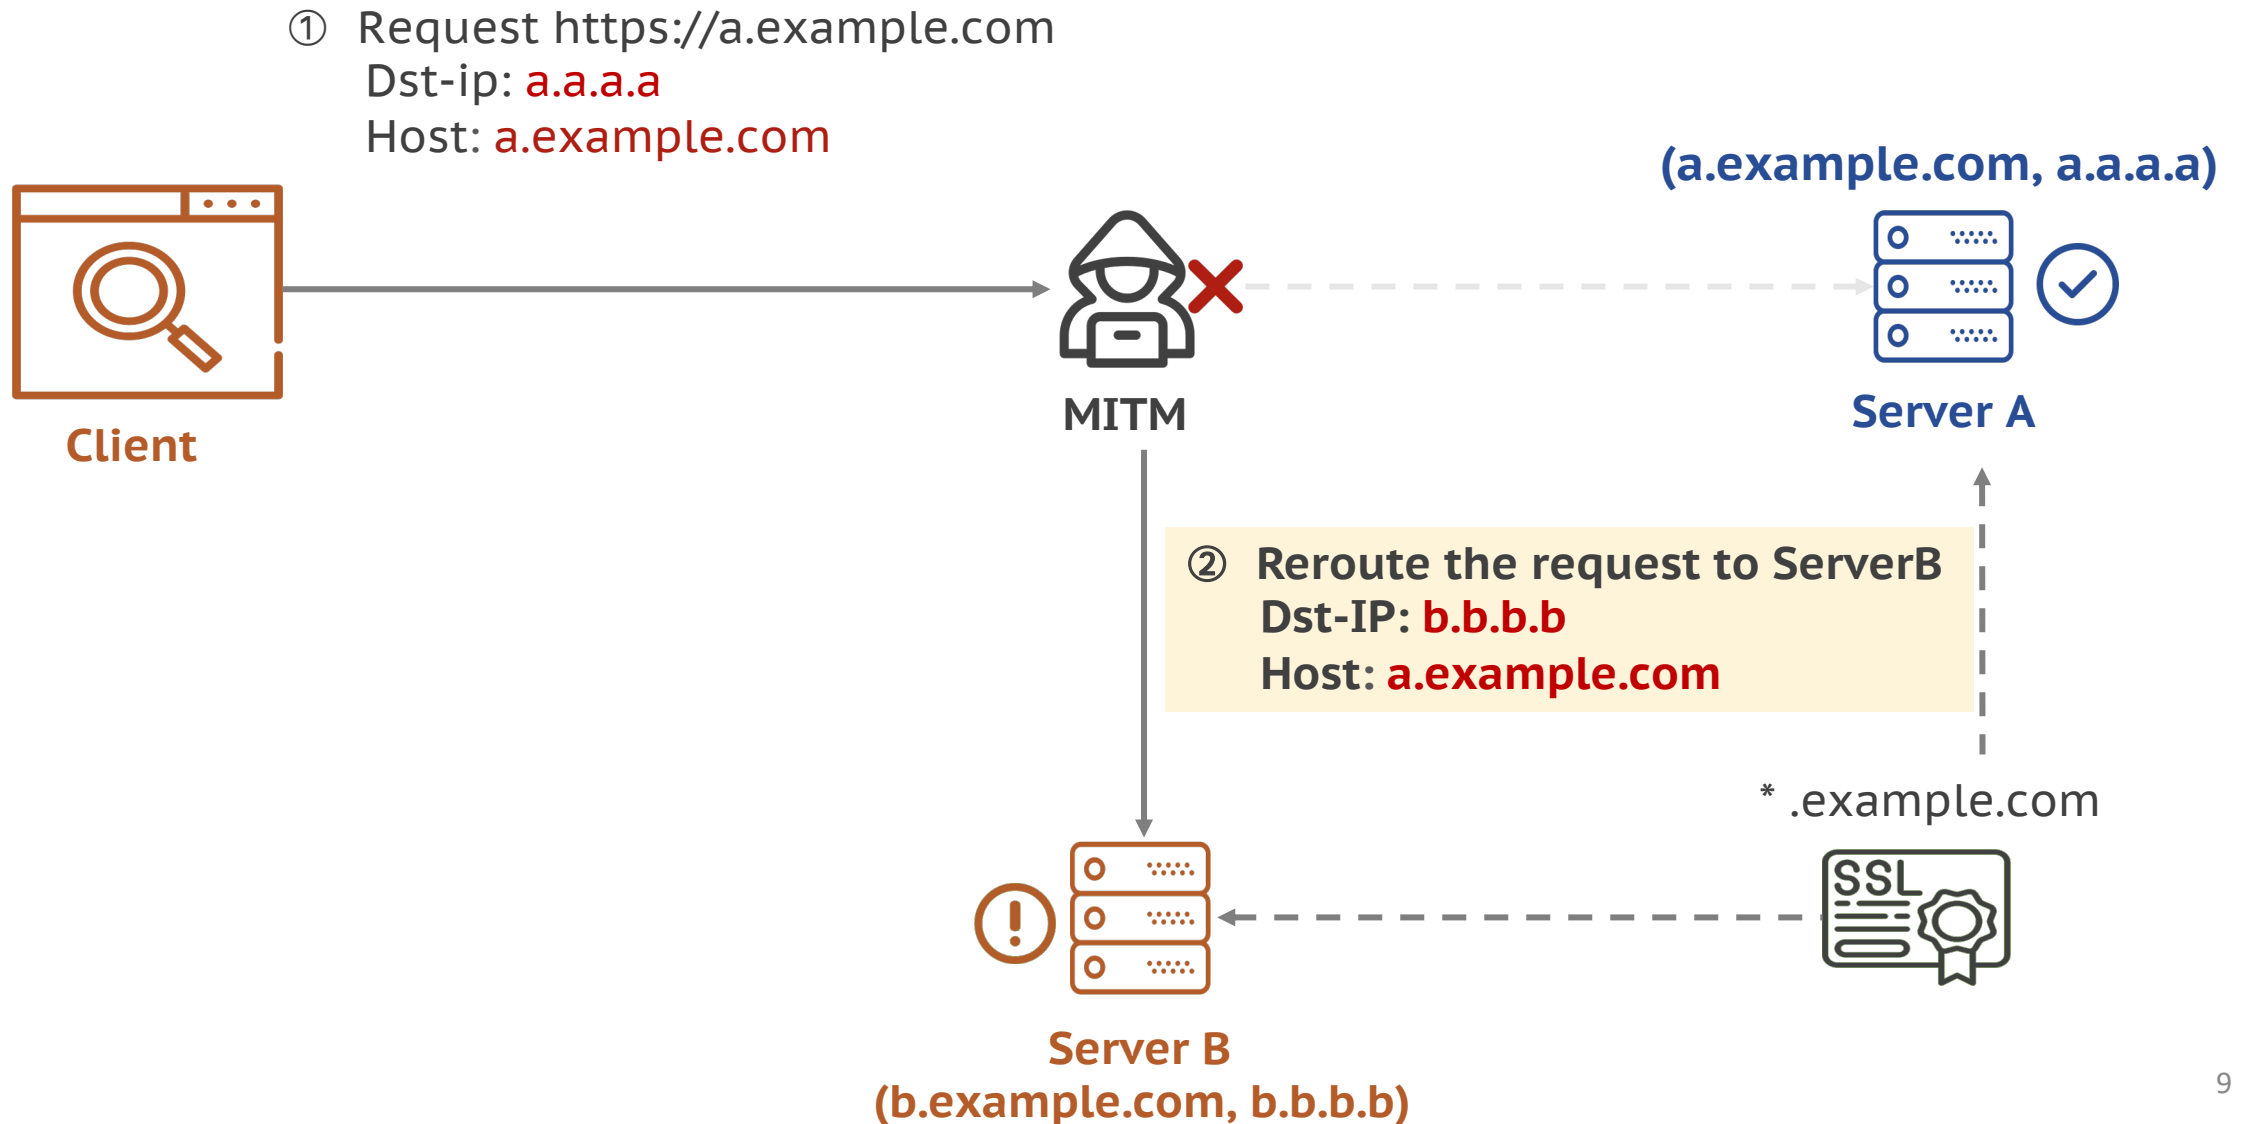 ① Request https://a.example.com
Dst-ip: a.a.a.a
Host: a.example.com
(a.example.com, a.a.a.a)
Client
MITM
Server A
② Reroute the request to ServerB
Dst-IP: b.b.b.b
Host: a.example.com
* .example.com
SSL
Server B
(b.example.com, b.b.b.b)
9